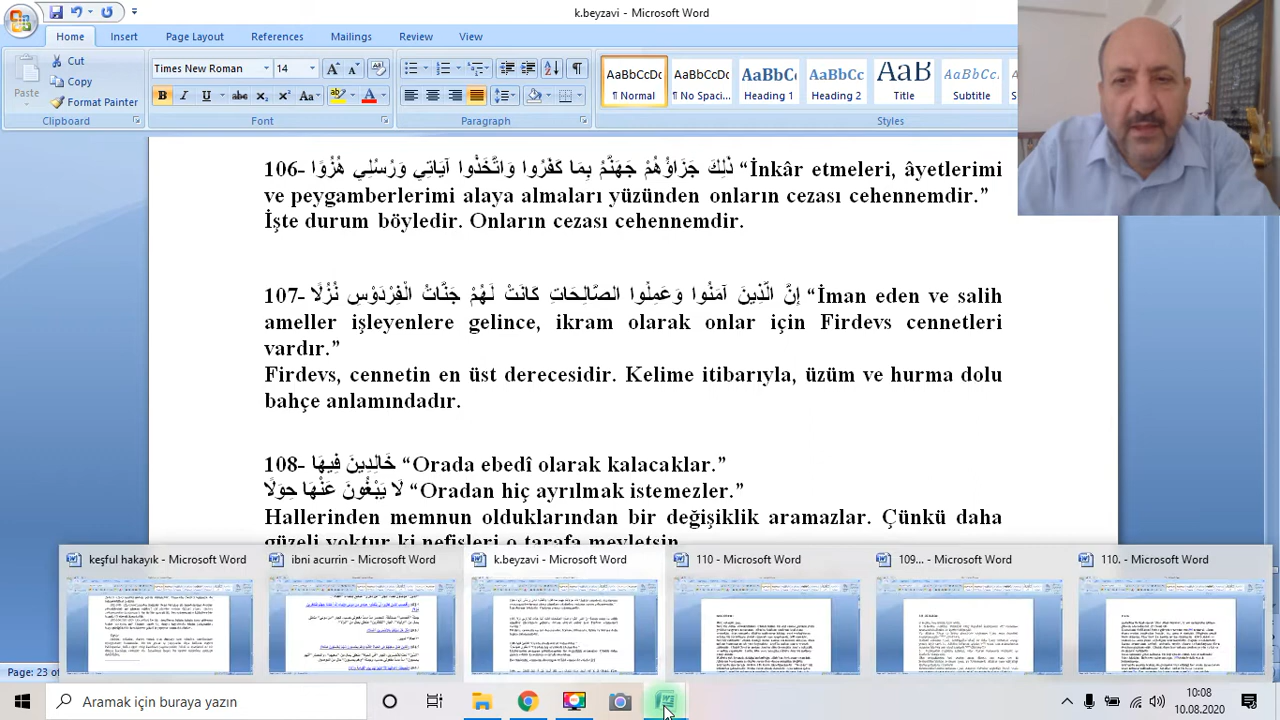 k.beyzavi - Microsoft Word
Home Insert Page Layout References Mailings Review View
Paste
Cut
Copy
Format Painter
Clipboard
Times New Roman 14
Font
Paragraph
AaBbCcDc AaBbCcDc AaBbC AaBbCc AaB AaBbCc.
¶ Normal ¶ No Spaci... Heading 1 Heading 2 Title Subtitle
Styles
106- ذَٰلِكَ جَزَاؤُهُمْ جَهَنَّمُ بِمَا كَفَرُوا وَاتَّخَذُوا آيَاتِي وَرُسُلِي هُزُوًا “İnkâr etmeleri, âyetlerimi
ve peygamberlerimi alaya almaları yüzünden onların cezası cehennemdir.”
İşte durum böyledir. Onların cezası cehennemdir.
107- إِنَّ الَّذِينَ آمَنُوا وَعَمِلُوا الصَّالِحَاتِ كَانَتْ لَهُمْ جَنَّاتُ الْفِرْدَوْسِ نُزُلًا “İman eden ve salih
ameller işleyenlere gelince, ikram olarak onlar için Firdevs cennetleri
vardır.”
Firdevs, cennetin en üst derecesidir. Kelime itibarıyla, üzüm ve hurma dolu
bahçe anlamındadır.
108- خَالِدِينَ فِيهَا “Orada ebedî olarak kalacaklar.”
لَا يَبْغُونَ عَنْهَا حِوَلًا “Oradan hiç ayrılmak istemezler.”
Hallerinden memnun olduklarından bir değişiklik aramazlar. Çünkü daha
güzeli yoktur ki nefisleri o tarafa meyletsin.
keşful hakayık - Microsoft Word
ibni acurrin - Microsoft Word
k.beyzavi - Microsoft Word
110 - Microsoft Word
109... - Microsoft Word
110. - Microsoft Word
Aramak için buraya yazın
10:08
10.08.2020